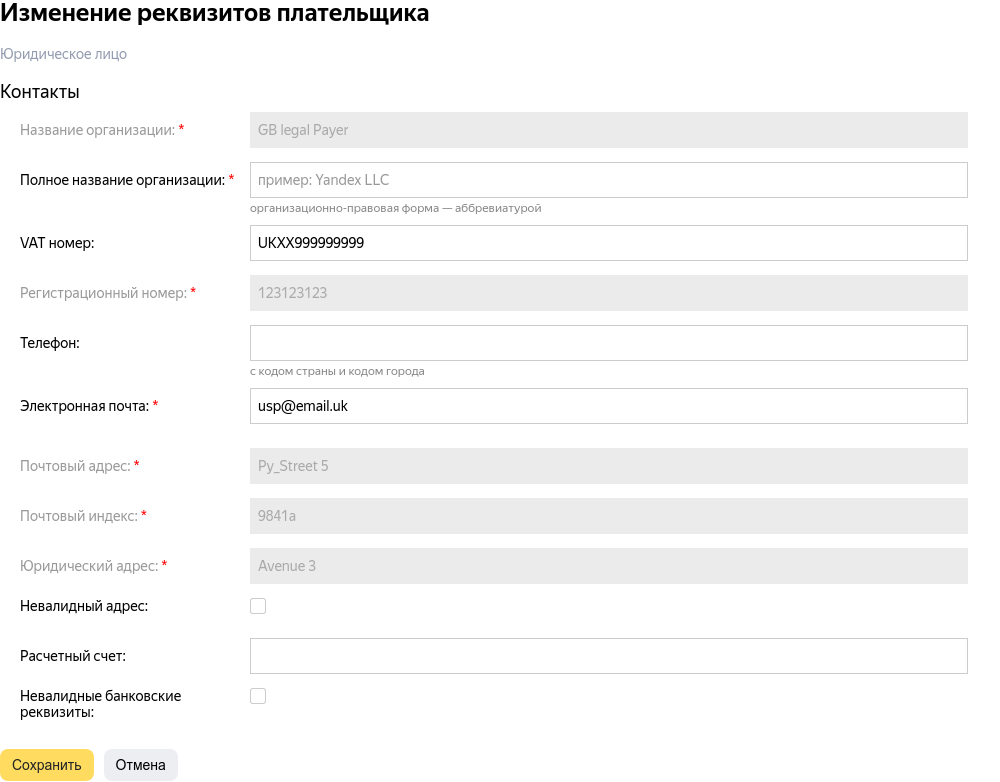 Изменение реквизитов плательщика
Юридическое лицо
Контакты
Название организации: * GB legal Payer
Полное название организации: * пример: Yandex LLC
организационно-правовая форма — аббревиатурой
VAT номер: UKXX999999999
Регистрационный номер: * 123123123
Телефон:
с кодом страны и кодом города
Электронная почта: * usp@email.uk
Почтовый адрес: * Py_Street 5
Почтовый индекс: * 9841a
Юридический адрес: * Avenue 3
Невалидный адрес:
Расчетный счет:
Невалидные банковские
реквизиты:
Сохранить Отмена